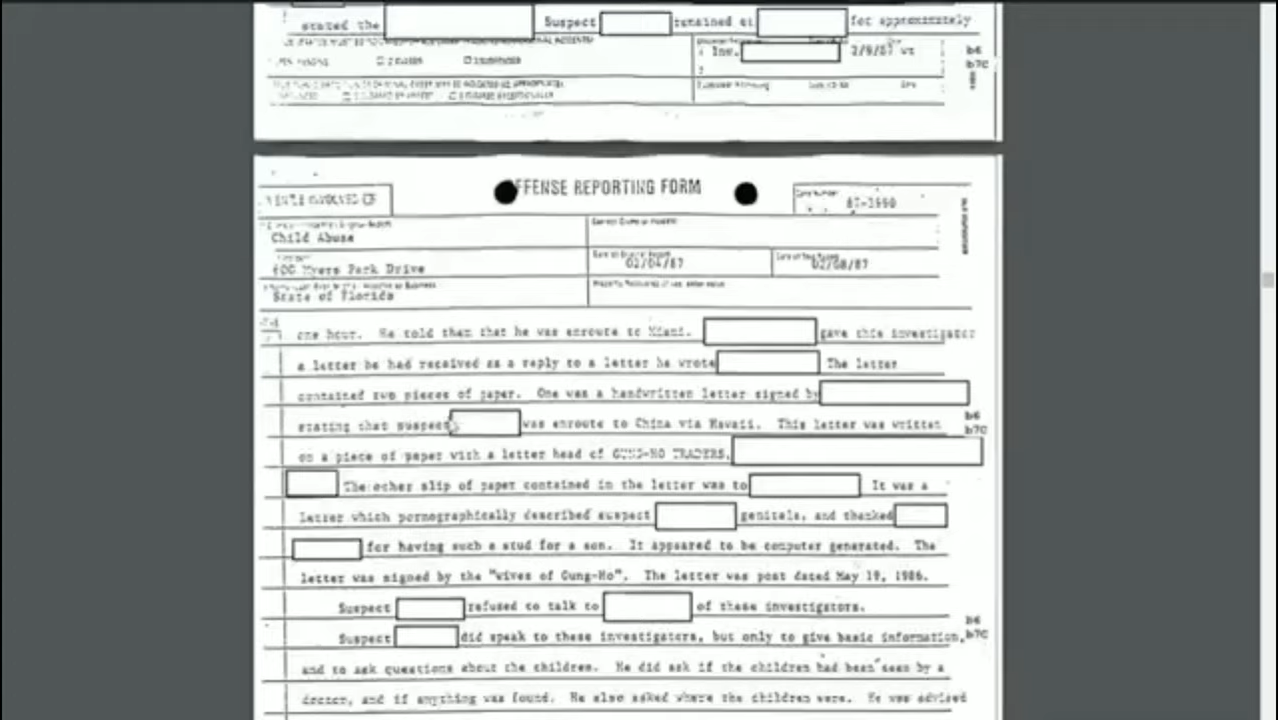 stated the Suspect remained at for approximately
Inv. 2/9/87 wt
b6
b7C
OFFENSE REPORTING FORM
JUVENILE INVOLVED
87-1990
Child Abuse
600 Myers Park Drive
02/04/87
02/08/87
State of Florida
one hour. He told them that he was enroute to Miami. gave this investigator
a letter he had received as a reply to a letter he wrote The letter
contained two pieces of paper. One was a handwritten letter signed by
stating that suspect was enroute to China via Hawaii. This letter was written
b6
b7C
on a piece of paper with a letter head of GUNG-HO TRADERS,
The other slip of paper contained in the letter was to It was a
letter which pornographically described suspect genitals, and thanked
for having such a stud for a son. It appeared to be computer generated. The
letter was signed by the "wives of Gung-Ho". The letter was post dated May 19, 1986.
Suspect refused to talk to of these investigators.
b6
b7C
Suspect did speak to these investigators, but only to give basic information,
and to ask questions about the children. He did ask if the children had been seen by a
doctor, and if anything was found. He also asked where the children were. He was advised